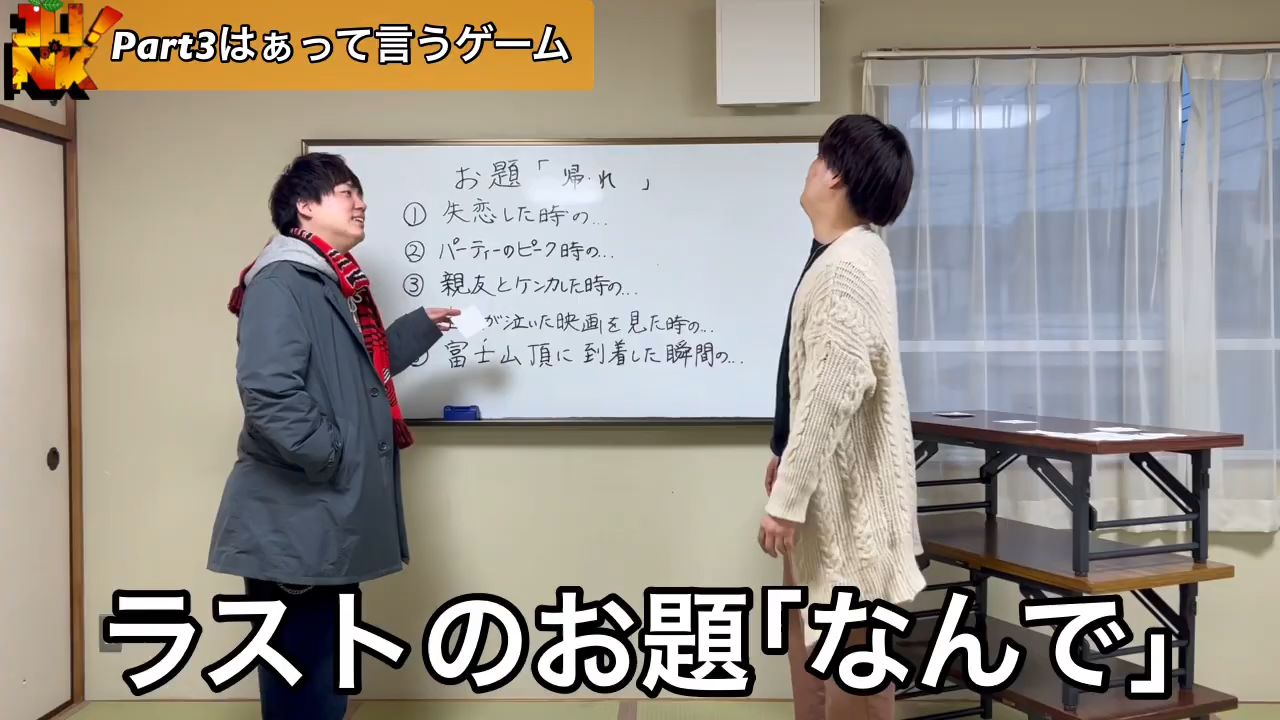 JUNK!
Part3はぁって言うゲーム
お題「帰れ」
① 失恋した時の...
② パーティーのピーク時の...
③ 親友とケンカした時の...
が泣いた映画を見た時の...
富士山頂に到着した瞬間の...
ラストのお題「なんで」